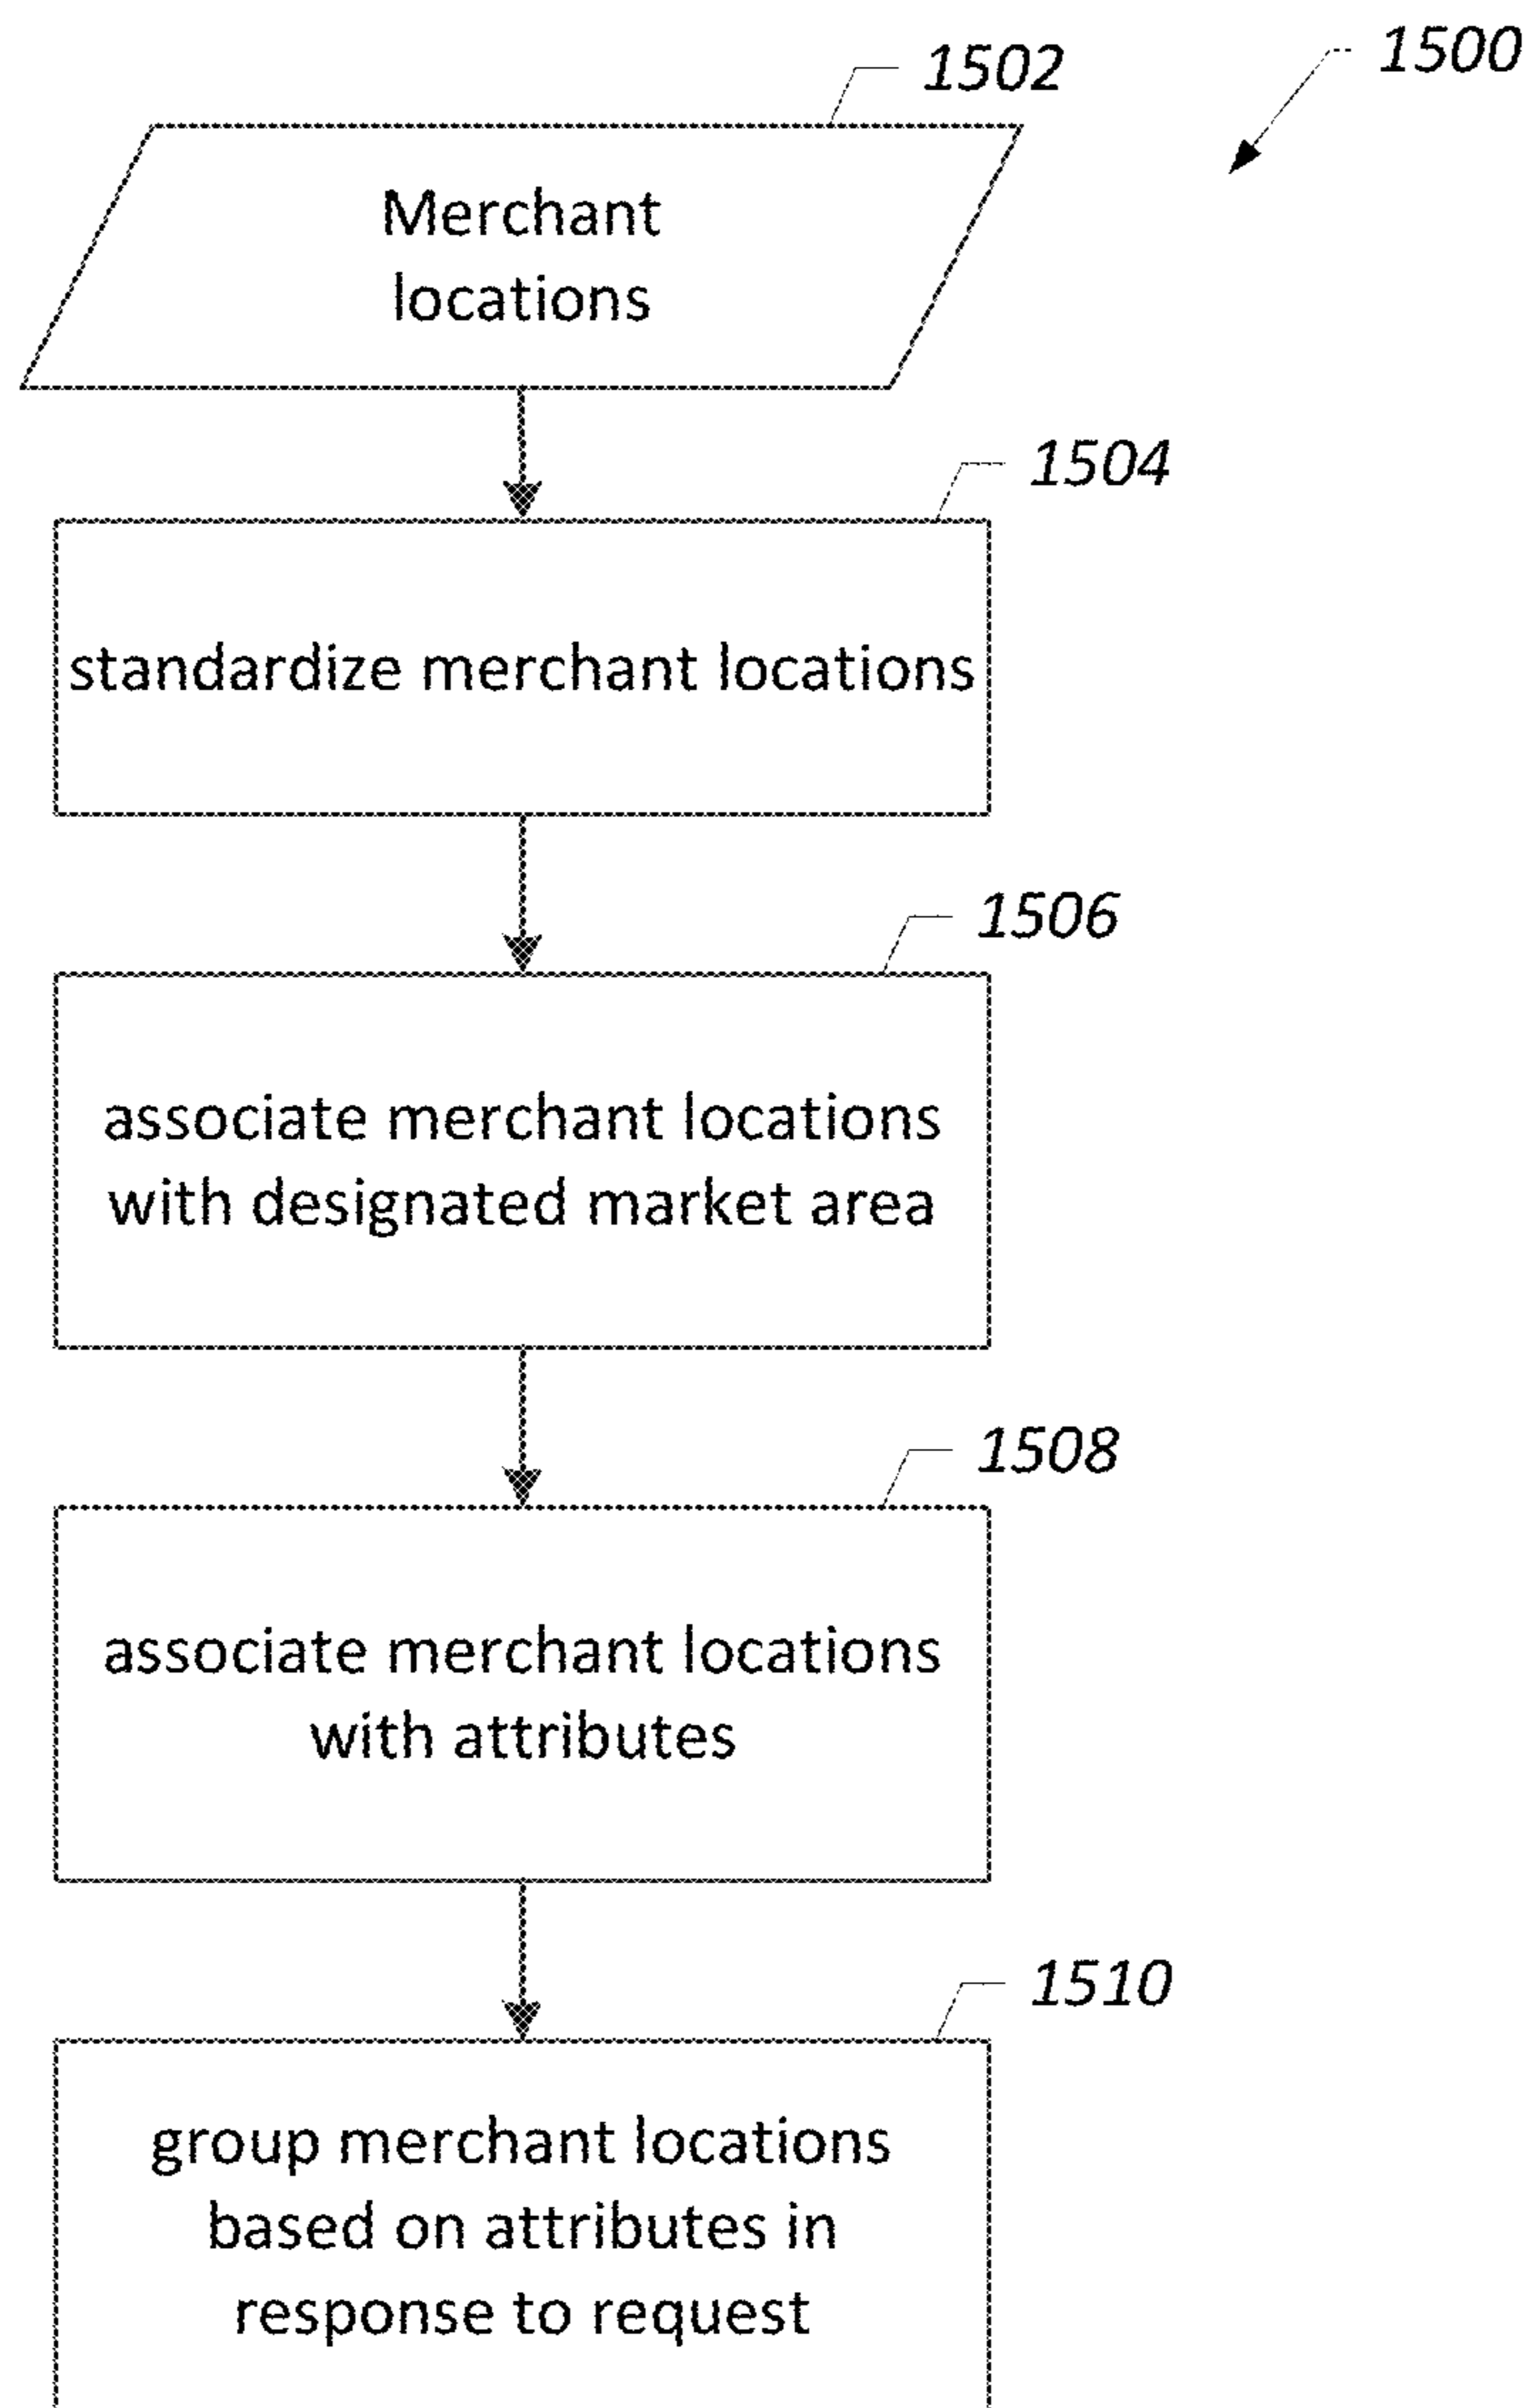 1500
1502
Merchant
locations
1504
standardize merchant locations
1506
associate merchant locations
with designated market area
1508
associate merchant locations
with attributes
1510
group merchant locations
based on attributes in
response to request